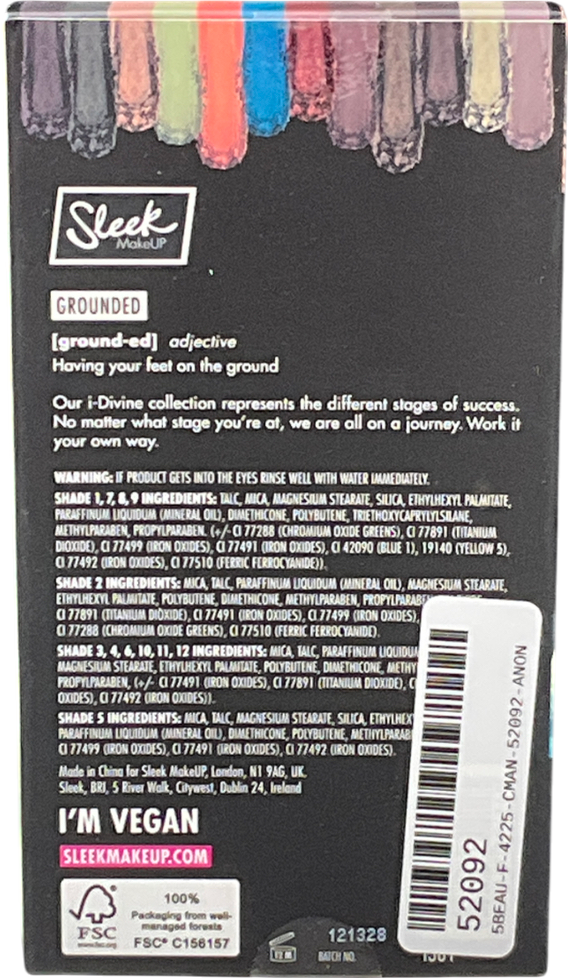 Sleek
MakeUP
GROUNDED
[ground-ed] adjective
Having your feet on the ground
Our i-Divine collection represents the different stages of success.
No matter what stage you're at, we are all on a journey. Work it
your own way.
WARNING: IF PRODUCT GETS INTO THE EYES RINSE WELL WITH WATER IMMEDIATELY.
SHADE 1, 7, 8, 9 INGREDIENTS: TALC, MICA, MAGNESIUM STEARATE, SILICA, ETHYLHEXYL PALMITATE,
PARAFFINUM LIQUIDUM (MINERAL OIL), DIMETHICONE, POLYBUTENE, TRIETHOXYCAPRYLYLSILANE,
METHYLPARABEN, PROPYLPARABEN. (+/-CI 77288 (CHROMIUM OXIDE GREENS), CI 77891 (TITANIUM
DIOXIDE), CI 77499 (IRON OXIDES), CI 77491 (IRON OXIDES), CI 42090 (BLUE 1), 19140 (YELLOW 5),
CI 77492 (IRON OXIDES), CI 77510 (FERRIC FERROCYANIDE)).
SHADE 2 INGREDIENTS: MICA, TALC, PARAFFINUM LIQUIDUM (MINERAL OIL), MAGNESIUM STEARATE,
ETHYLHEXYL PALMITATE, POLYBUTENE, DIMETHICONE, METHYLPARABEN, PROPYLPARABEN
CI 77891 (TITANIUM DIOXIDE), CI 77491 (IRON OXIDES), CI.77499 (IRON OXIDES),
CI 77288 (CHROMIUM OXIDE GREENS), CI 77510 (FERRIC FERROCYANIDE).
SHADE 3, 4, 6, 10, 11, 12 INGREDIENTS: MICA, TALC, PARAFFINUM LIQUIDU
MAGNESIUM STEARATE, ETHYLHEXYL PALMITATE, POLYBUTENE, DIMETHICONE, METHY
PROPYLPARABEN, (+/- CI 77491 (IRON OXIDES), CI 77891 (TITANIUM DIOXIDE), C
OXIDES), CI 77492 (IRON OXIDES)).
SHADE 5 INGREDIENTS: MICA, TALC, MAGNESIUM STEARATE, SILICA, ETHYLHEX
PARAFFINUM LIQUIDUM (MINERAL OIL), DIMETHICONE, POLYBUTENE, METHYLPARAB
CI 77499 (IRON OXIDES), CI 77491 (IRON OXIDES), CI 77492 (IRON OXIDES).
Made in China for Sleek MakeUP, London, N1 9AG, UK.
Sleek, BRI, 5 River Walk, Citywest, Dublin 24, Ireland
I'M VEGAN
SLEEKMAKEUP.COM
FSC
www.fsc.org
100%
Packaging from well-
managed forests
FSC® C156157
12 M
121328
BATCH NO.
52092
5BEAU-F-4225-CMAN-52092-ANON